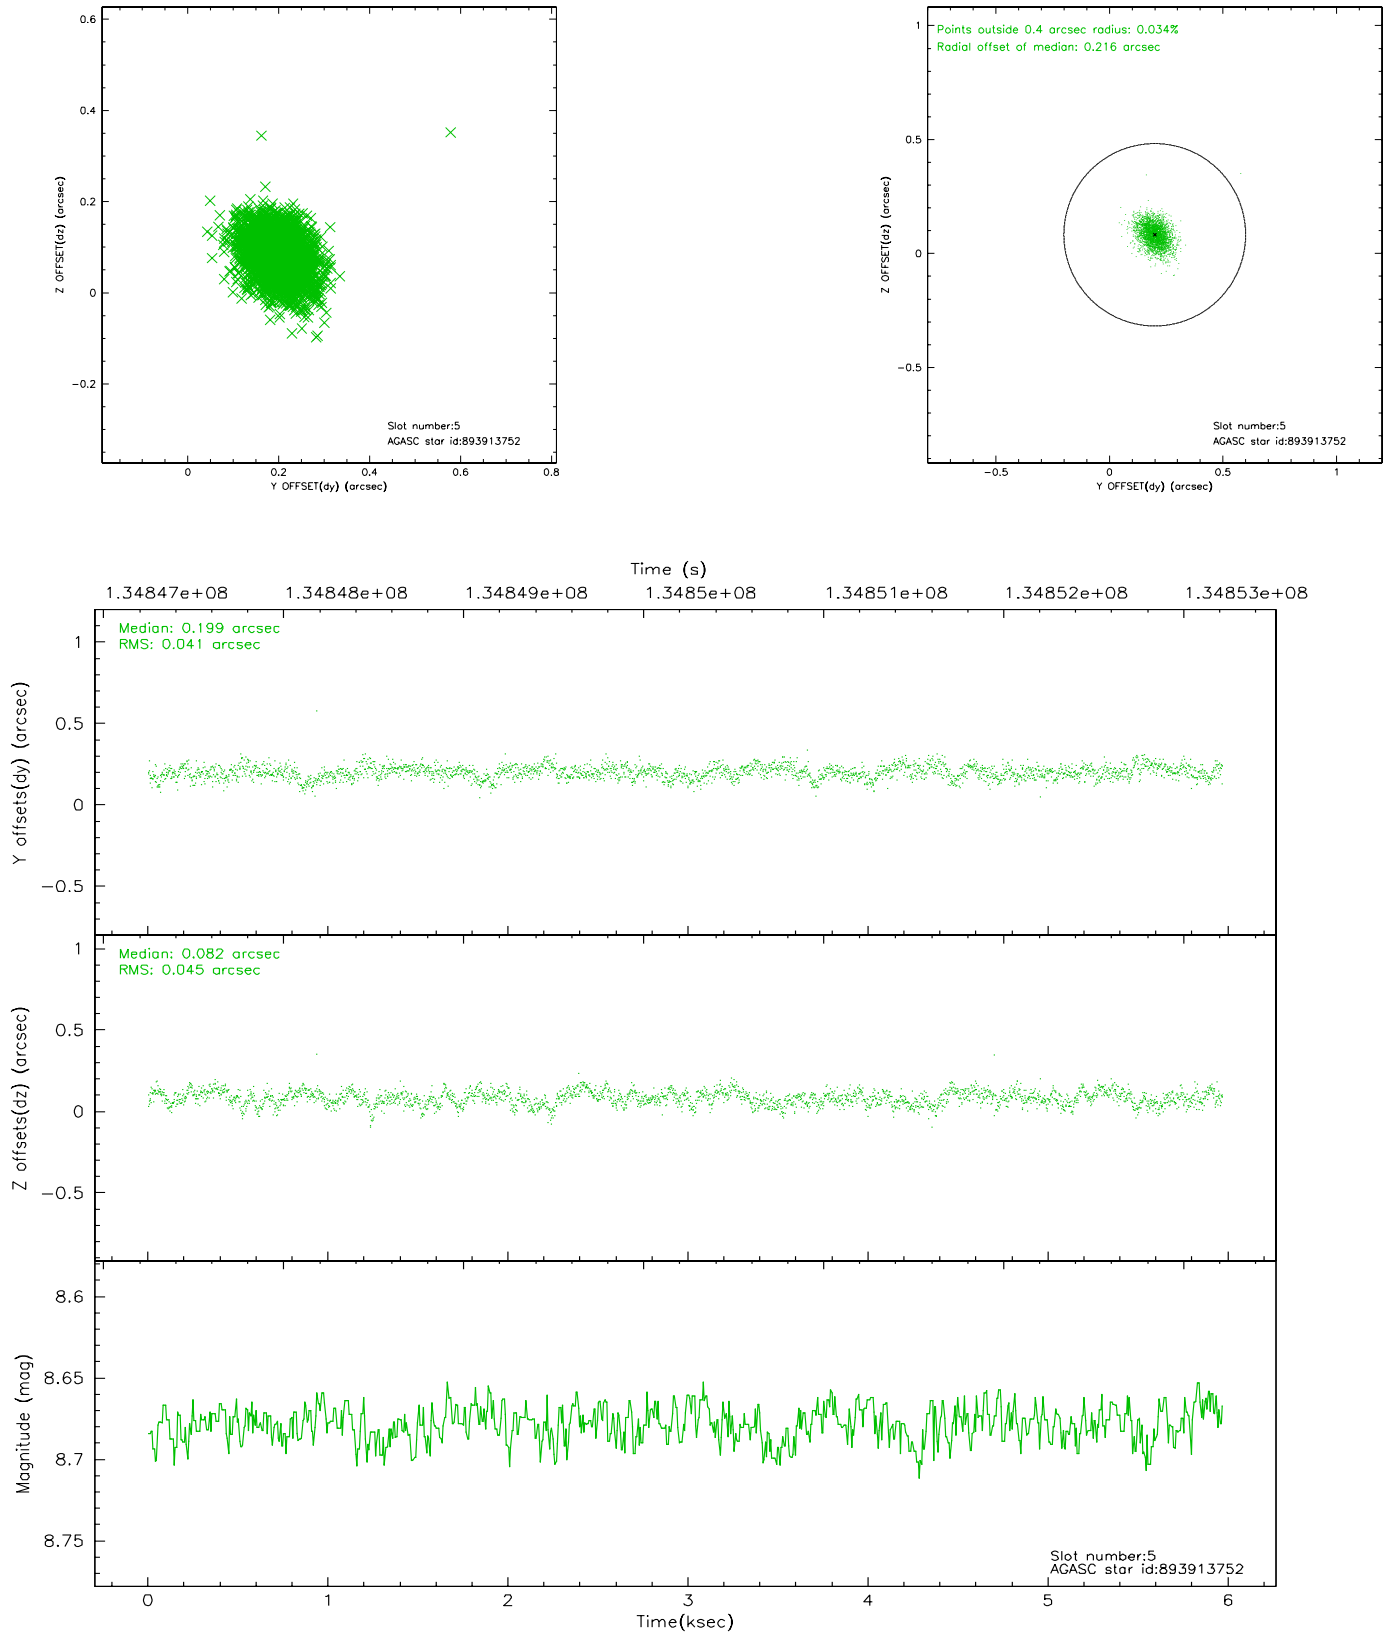 0.6
0.4
0.2
0
−0.2
Z OFFSET(dz) (arcsec)
Slot number:5
AGASC star id:893913752
0 0.2 0.4 0.6 0.8
Y OFFSET(dy) (arcsec)
Points outside 0.4 arcsec radius: 0.034%
Radial offset of median: 0.216 arcsec
1
0.5
0
−0.5
Z OFFSET(dz) (arcsec)
Slot number:5
AGASC star id:893913752
−0.5 0 0.5 1
Y OFFSET(dy) (arcsec)
Time (s)
1.34847e+08 1.34848e+08 1.34849e+08 1.3485e+08 1.34851e+08 1.34852e+08 1.34853e+08
Median: 0.199 arcsec
RMS: 0.041 arcsec
1
0.5
0
−0.5
Y offsets(dy) (arcsec)
Median: 0.082 arcsec
RMS: 0.045 arcsec
1
0.5
0
−0.5
Z offsets(dz) (arcsec)
8.6
8.65
8.7
8.75
Magnitude (mag)
Slot number:5
AGASC star id:893913752
0 1 2 3 4 5 6
Time(ksec)